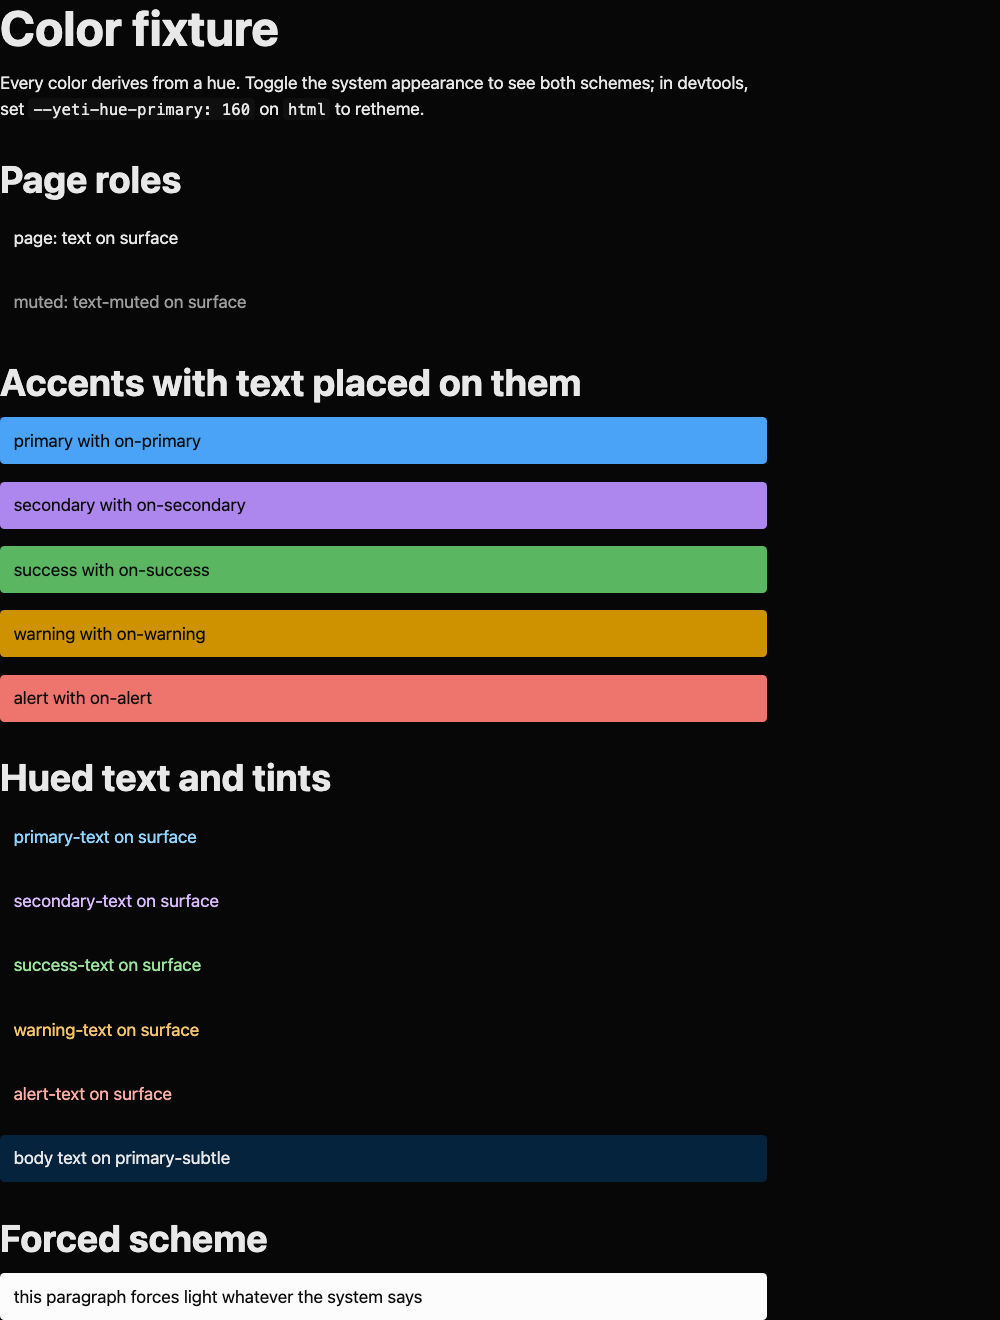 Color fixture
Every color derives from a hue. Toggle the system appearance to see both schemes; in devtools,
set --yeti-hue-primary: 160 on html to retheme.
Page roles
page: text on surface
muted: text-muted on surface
Accents with text placed on them
primary with on-primary
secondary with on-secondary
success with on-success
warning with on-warning
alert with on-alert
Hued text and tints
primary-text on surface
secondary-text on surface
success-text on surface
warning-text on surface
alert-text on surface
body text on primary-subtle
Forced scheme
this paragraph forces light whatever the system says